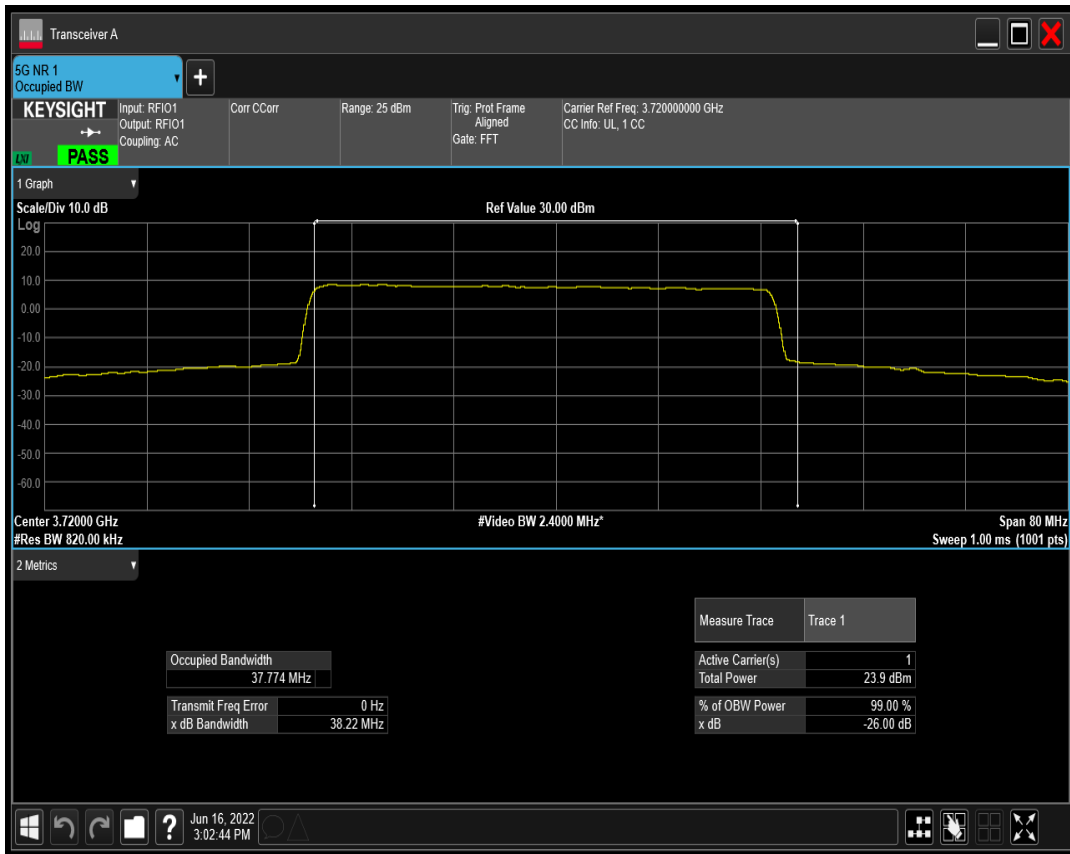 Transceiver A
5G NR 1
Occupied BW
+
KEYSIGHT
Input: RFIO1
Output: RFIO1
Coupling: AC
Corr CCorr
Range: 25 dBm
Trig: Prot Frame
Aligned
Gate: FFT
Carrier Ref Freq: 3.720000000 GHz
CC Info: UL, 1 CC
LXI
PASS
1 Graph
Scale/Div 10.0 dB
Ref Value 30.00 dBm
Log
20.0
10.0
0.00
-10.0
-20.0
-30.0
-40.0
-50.0
-60.0
Center 3.72000 GHz
#Video BW 2.4000 MHz*
Span 80 MHz
#Res BW 820.00 kHz
Sweep 1.00 ms (1001 pts)
2 Metrics
Measure Trace Trace 1
Occupied Bandwidth
37.774 MHz
Active Carrier(s) 1
Total Power 23.9 dBm
Transmit Freq Error 0 Hz
x dB Bandwidth 38.22 MHz
% of OBW Power 99.00 %
x dB -26.00 dB
?
Jun 16, 2022
3:02:44 PM